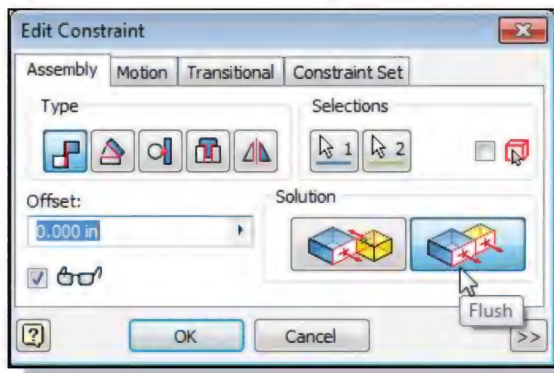 Edit Constraint
Assembly Motion Transitional Constraint Set
Type Selections
1 2
Offset: Solution
0.000 in
Flush
? OK Cancel >>